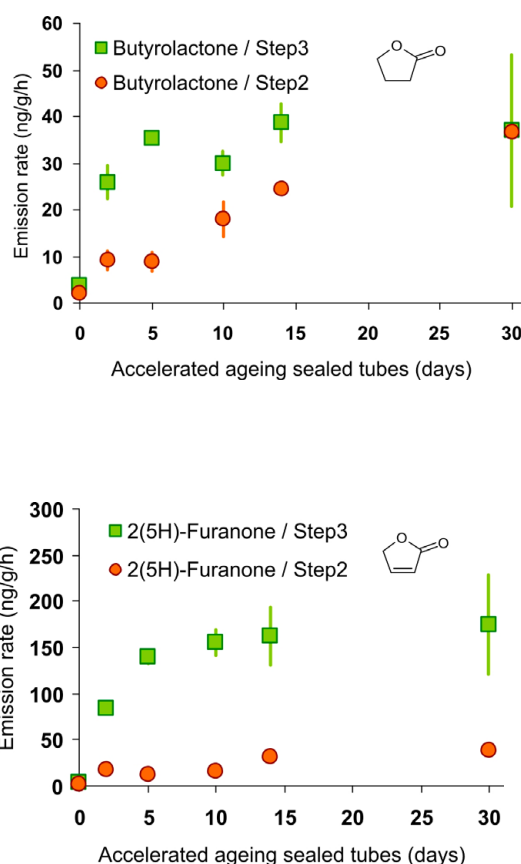 60
50
40
30
20
10
0
Emission rate (ng/g/h)
Butyrolactone / Step3
Butyrolactone / Step2
O
O
0 5 10 15 20 25 30
Accelerated ageing sealed tubes (days)
300
250
200
150
100
50
0
Emission rate (ng/g/h)
2(5H)-Furanone / Step3
2(5H)-Furanone / Step2
O
O
0 5 10 15 20 25 30
Accelerated ageing sealed tubes (days)